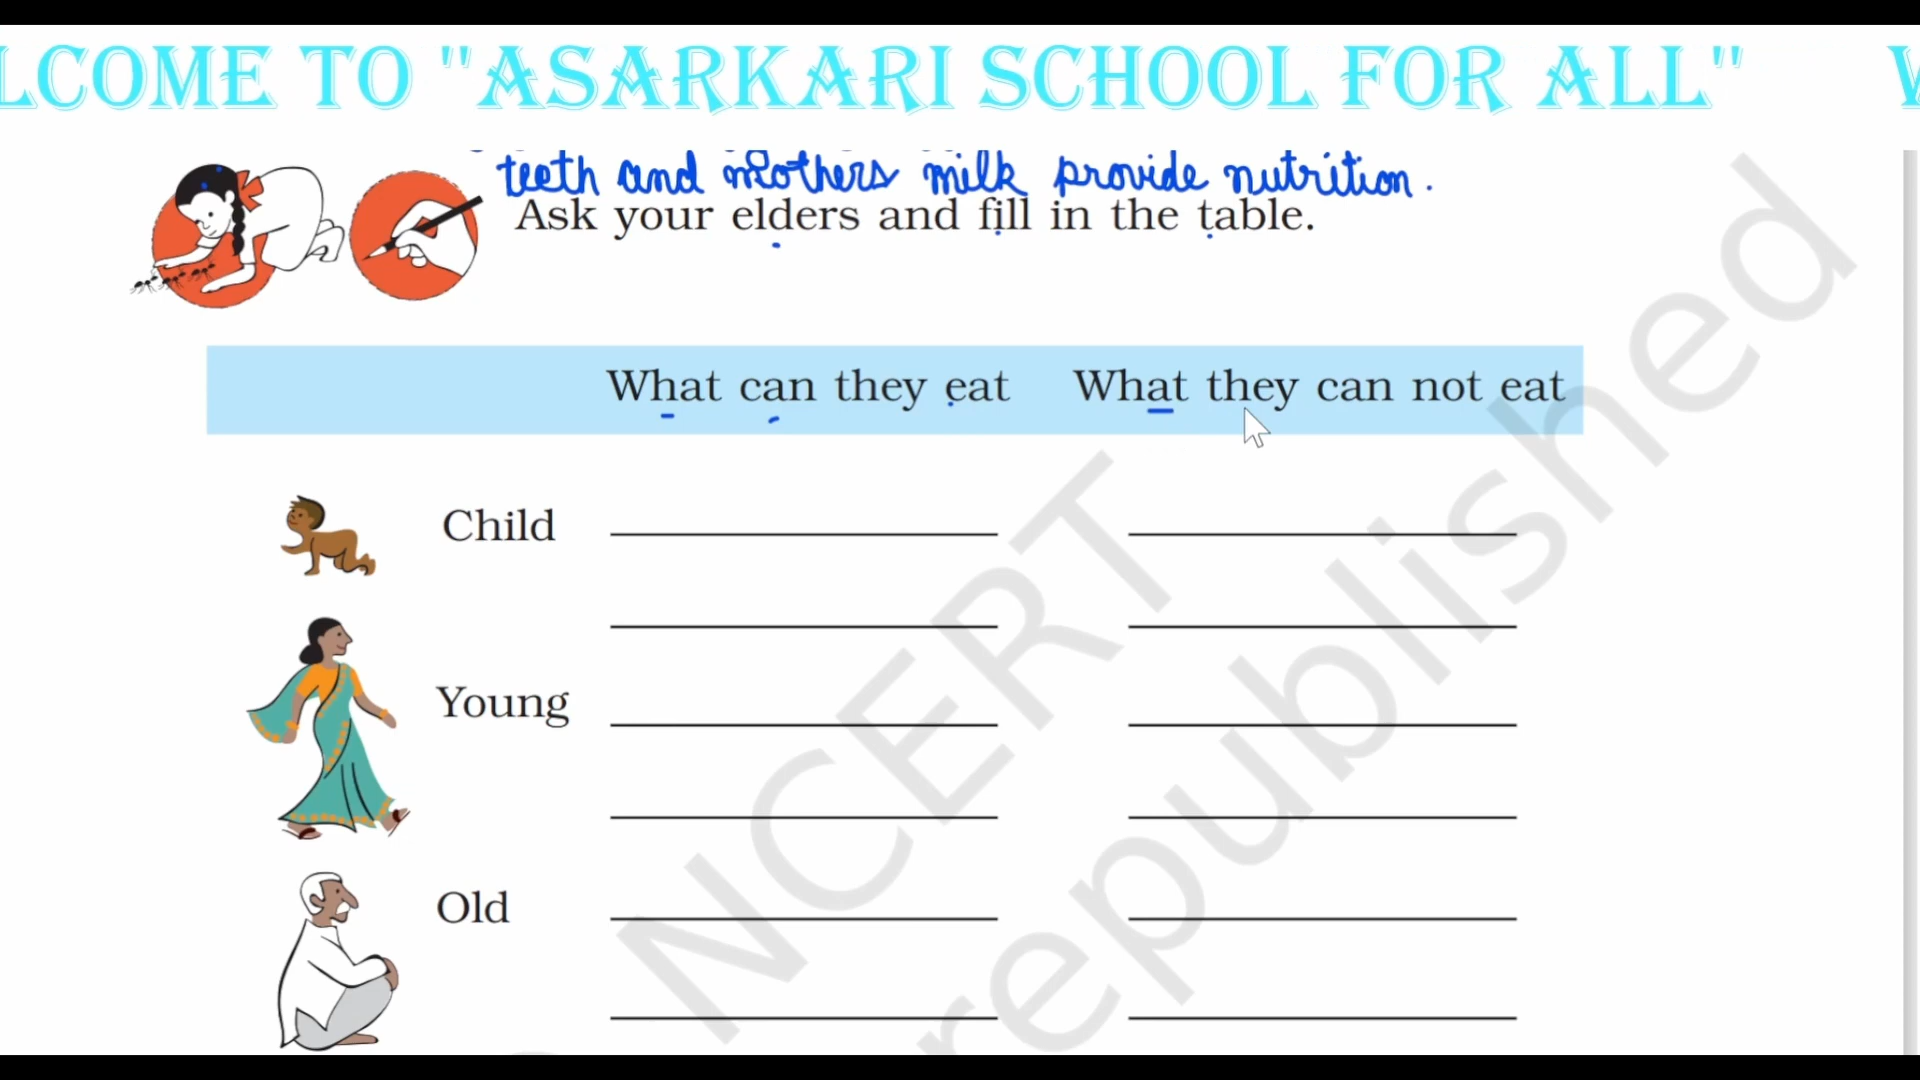 LCOME TO "ASARKARI SCHOOL FOR ALL"
teeth and mothers milk provide nutrition.
Ask your elders and fill in the table.
What can they eat What they can not eat
Child
Young
Old
NCERT
republished